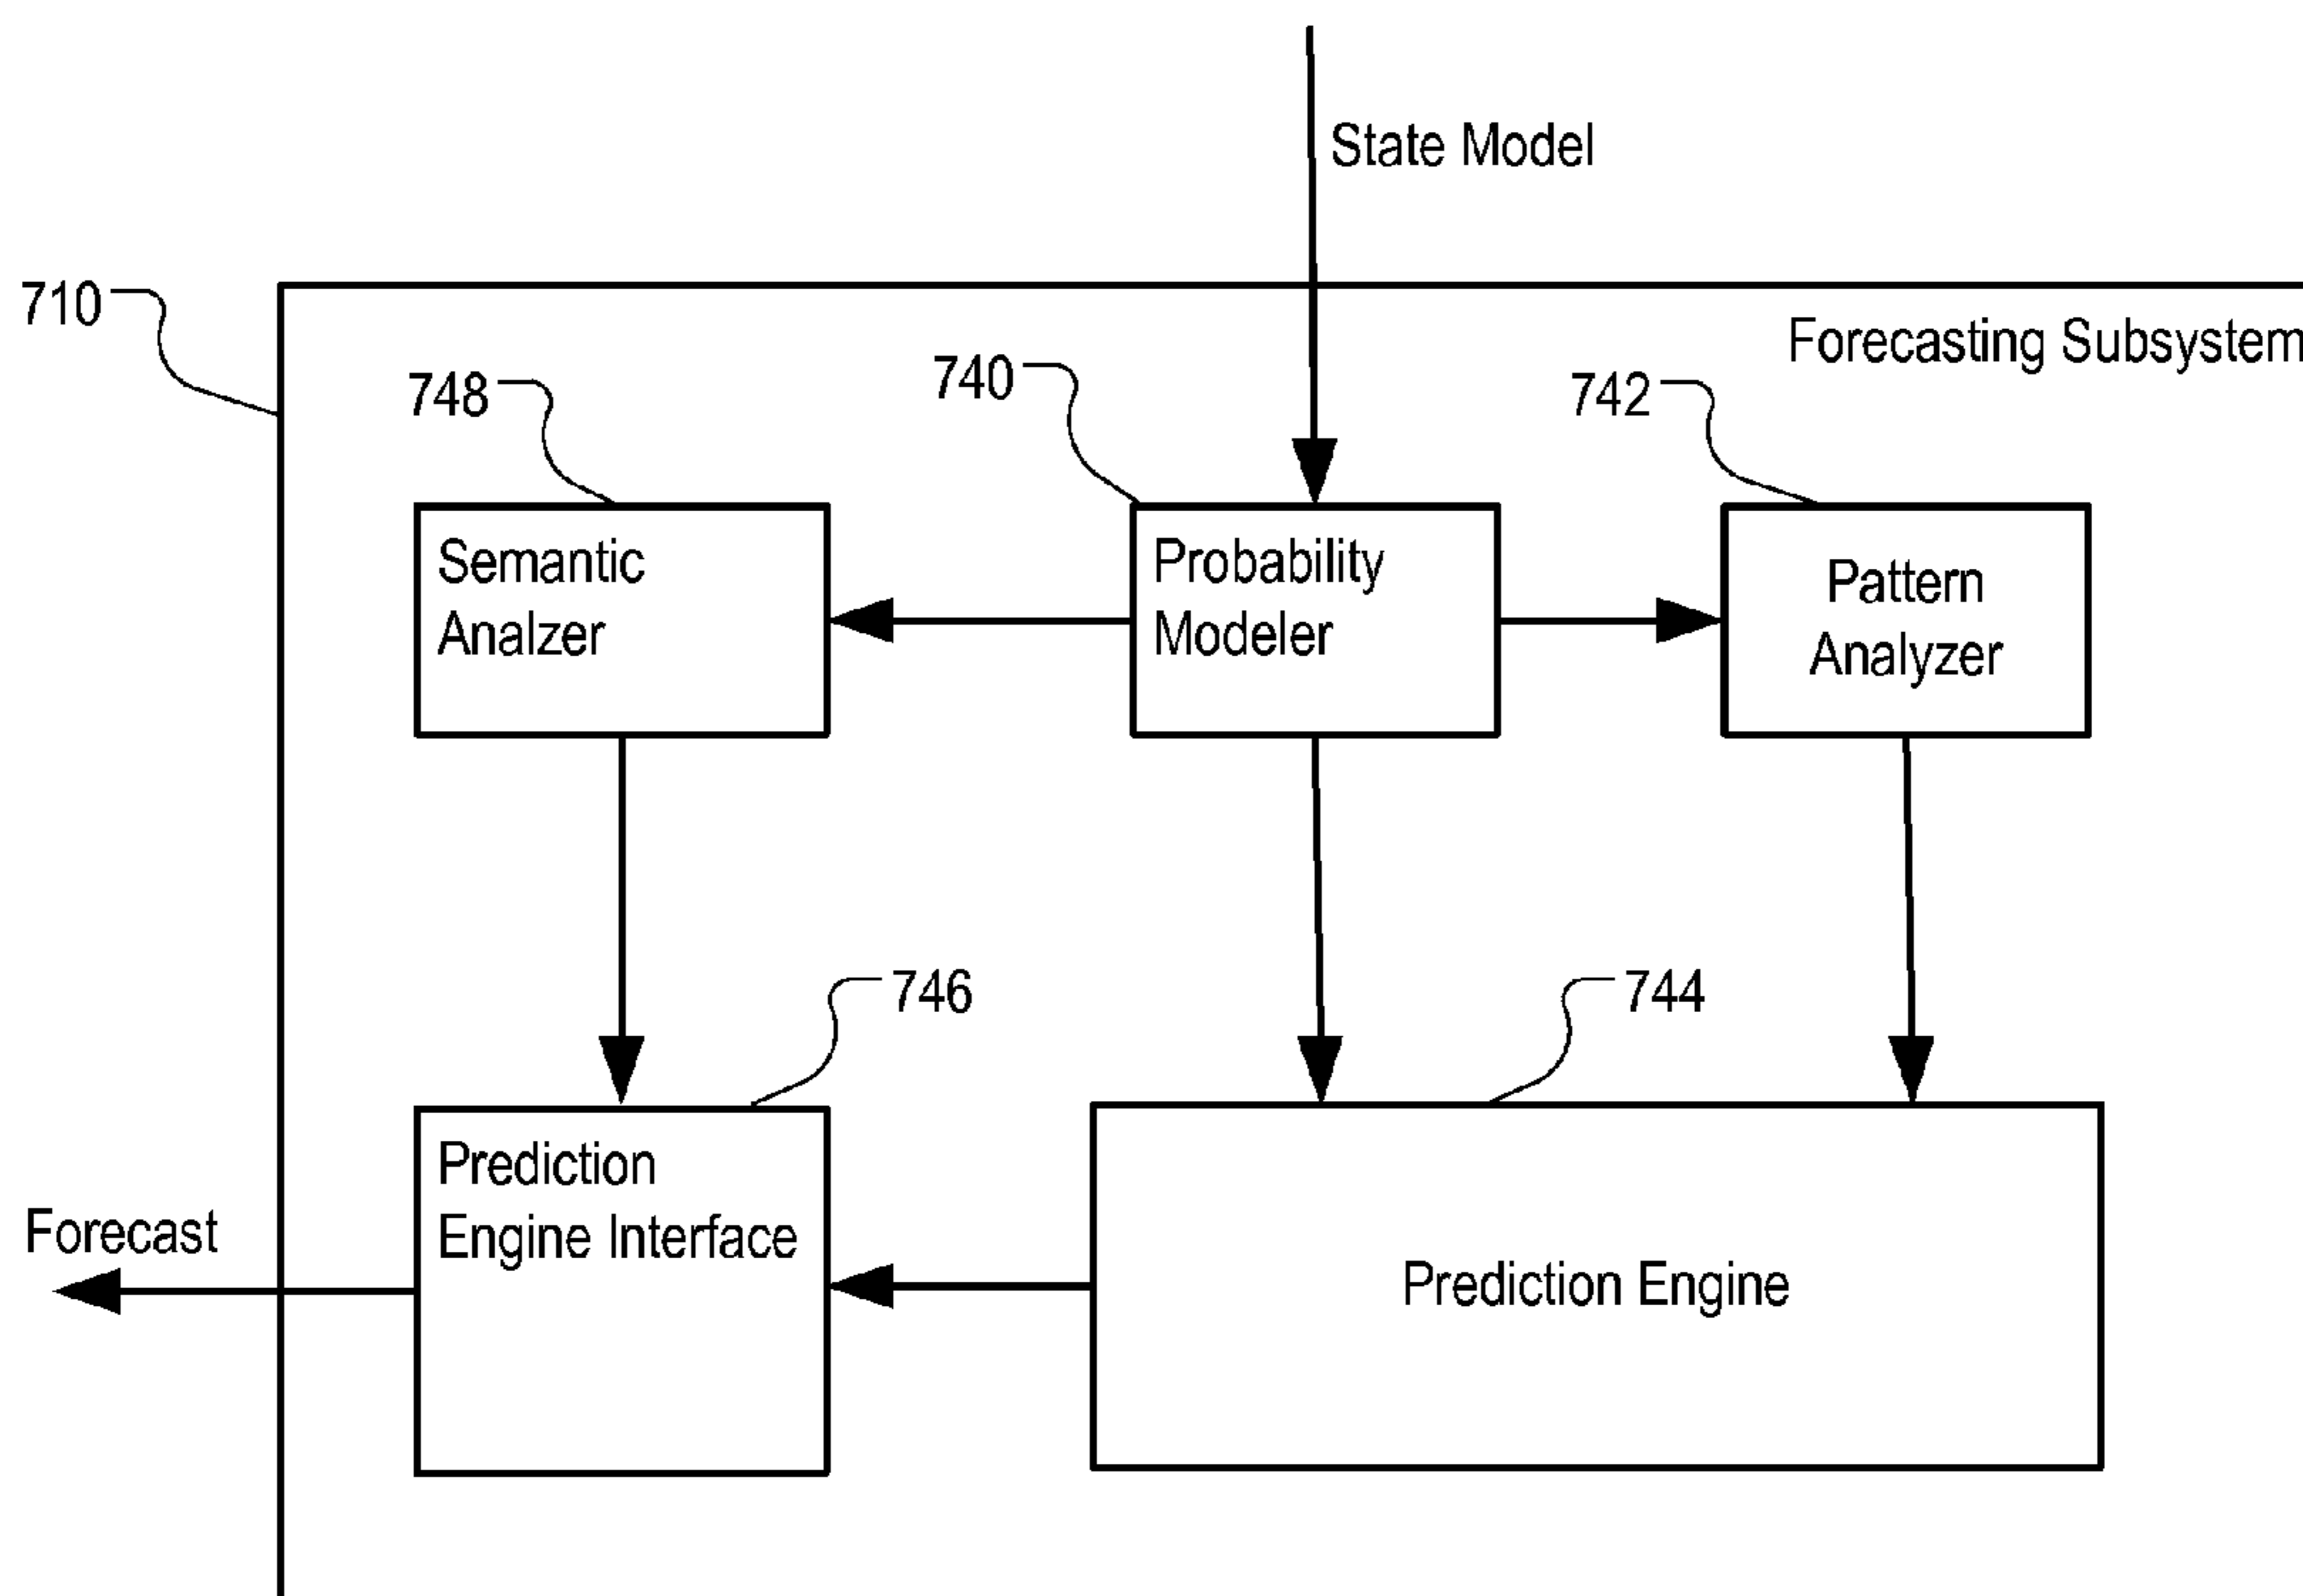 State Model
710
Forecasting Subsystem
748
740
742
Semantic
Analzer
Probability
Modeler
Pattern
Analyzer
746
744
Prediction
Engine Interface
Forecast
Prediction Engine